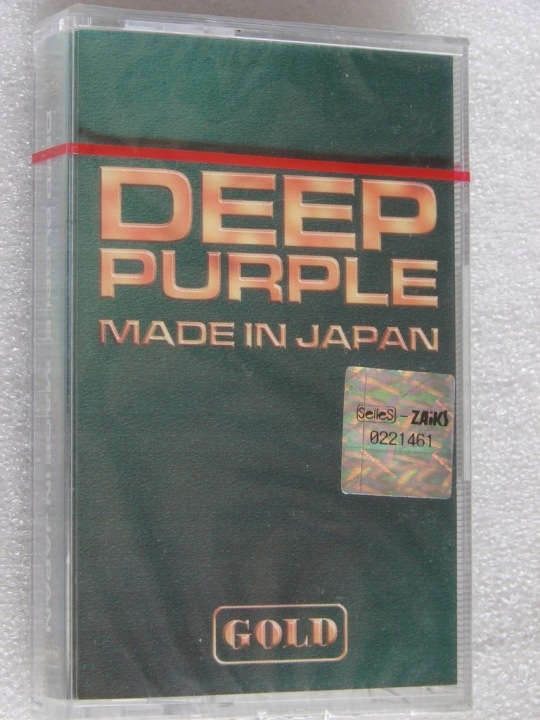 DEEP
PURPLE
MADE IN JAPAN
SelleS - ZAiKS
0221461
GOLD